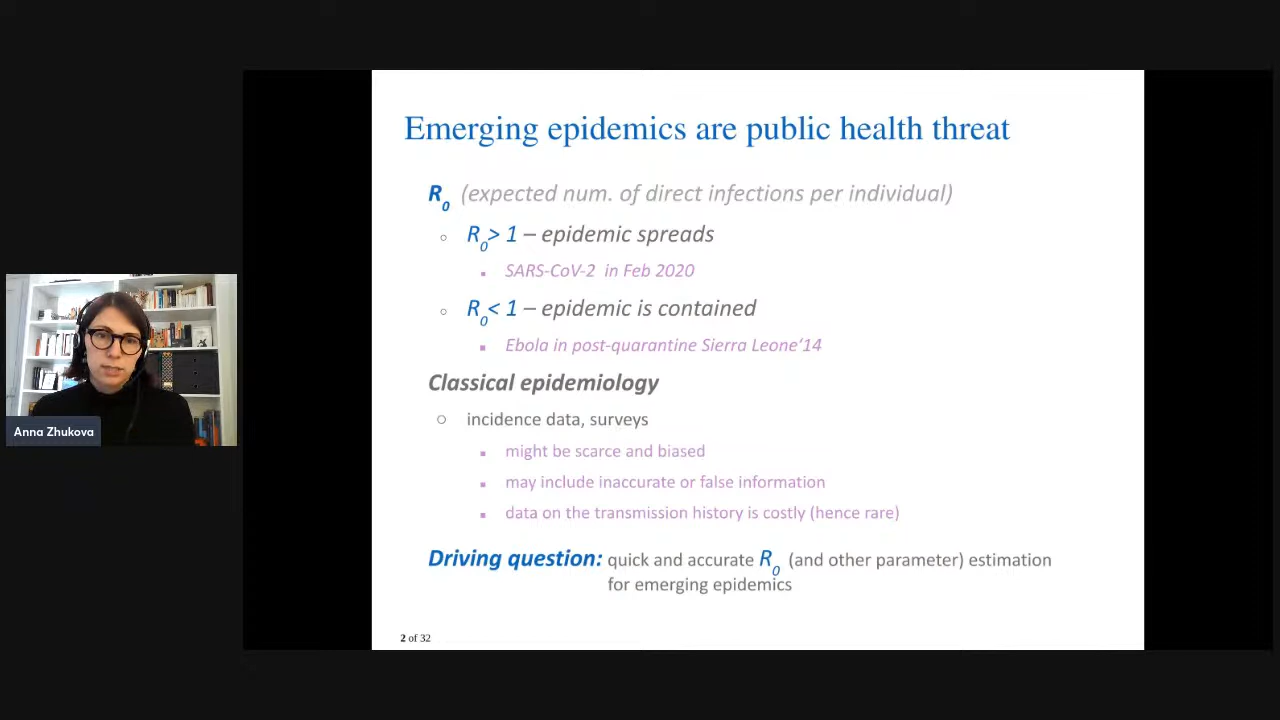 Emerging epidemics are public health threat
R0 (expected num. of direct infections per individual)
R0> 1 – epidemic spreads
SARS-CoV-2 in Feb 2020
R0< 1 – epidemic is contained
Ebola in post-quarantine Sierra Leone’14
Classical epidemiology
incidence data, surveys
might be scarce and biased
may include inaccurate or false information
data on the transmission history is costly (hence rare)
Driving question: quick and accurate R0 (and other parameter) estimation
for emerging epidemics
2 of 32
Anna Zhukova